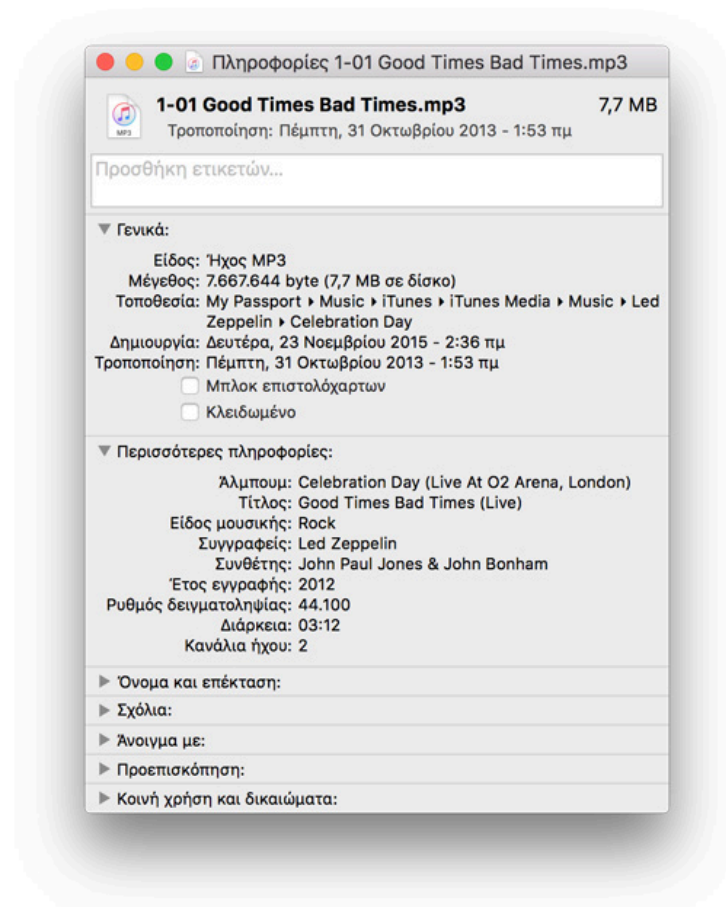 Πληροφορίες 1-01 Good Times Bad Times.mp3
1-01 Good Times Bad Times.mp3 7,7 MB
MP3
Τροποποίηση: Πέμπτη, 31 Οκτωβρίου 2013 - 1:53 πμ
Προσθήκη ετικετών...
Γενικά:
Είδος: Ήχος MP3
Μέγεθος: 7.667.644 byte (7,7 MB σε δίσκο)
Τοποθεσία: My Passport ▸ Music ▸ iTunes ▸ iTunes Media ▸ Music ▸ Led
Zeppelin ▸ Celebration Day
Δημιουργία: Δευτέρα, 23 Νοεμβρίου 2015 - 2:36 πμ
Τροποποίηση: Πέμπτη, 31 Οκτωβρίου 2013 - 1:53 πμ
Μπλοκ επιστολόχαρτων
Κλειδωμένο
Περισσότερες πληροφορίες:
Άλμπουμ: Celebration Day (Live At O2 Arena, London)
Τίτλος: Good Times Bad Times (Live)
Είδος μουσικής: Rock
Συγγραφείς: Led Zeppelin
Συνθέτης: John Paul Jones & John Bonham
Έτος εγγραφής: 2012
Ρυθμός δειγματοληψίας: 44.100
Διάρκεια: 03:12
Κανάλια ήχου: 2
Όνομα και επέκταση:
Σχόλια:
Άνοιγμα με:
Προεπισκόπηση:
Κοινή χρήση και δικαιώματα: